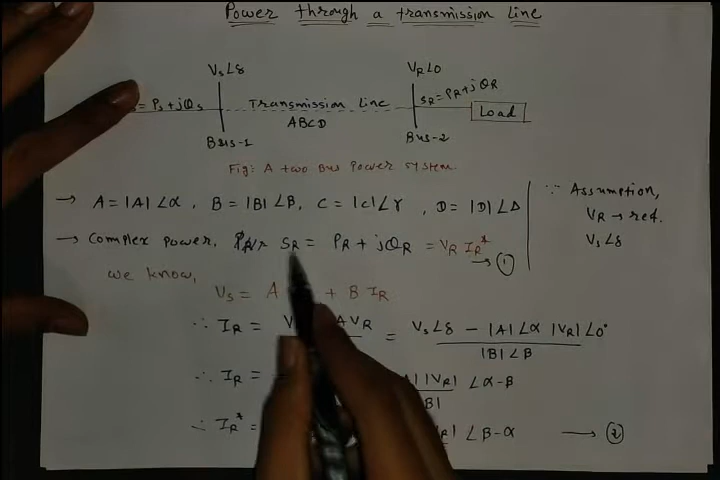 Power through a transmission line
Vs∠δ VR∠0
= Ps + jQs Transmission line SR = PR + jQR Load
ABCD
Bus-1 Bus-2
Fig: A two Bus Power system.
→ A = |A|∠α , B = |B|∠β, C = |C|∠γ , D = |D|∠Δ
∵ Assumption,
VR → ref.
Vs∠δ
→ Complex power, SR = PR + jQR = VR IR* → ①
we know,
Vs = A + B IR
∴ IR = V AVR = Vs∠δ - |A|∠α |VR|∠0° / |B|∠β
∴ IR = |VR| / |B| ∠α-β
∴ IR* = | ∠β-α → ②